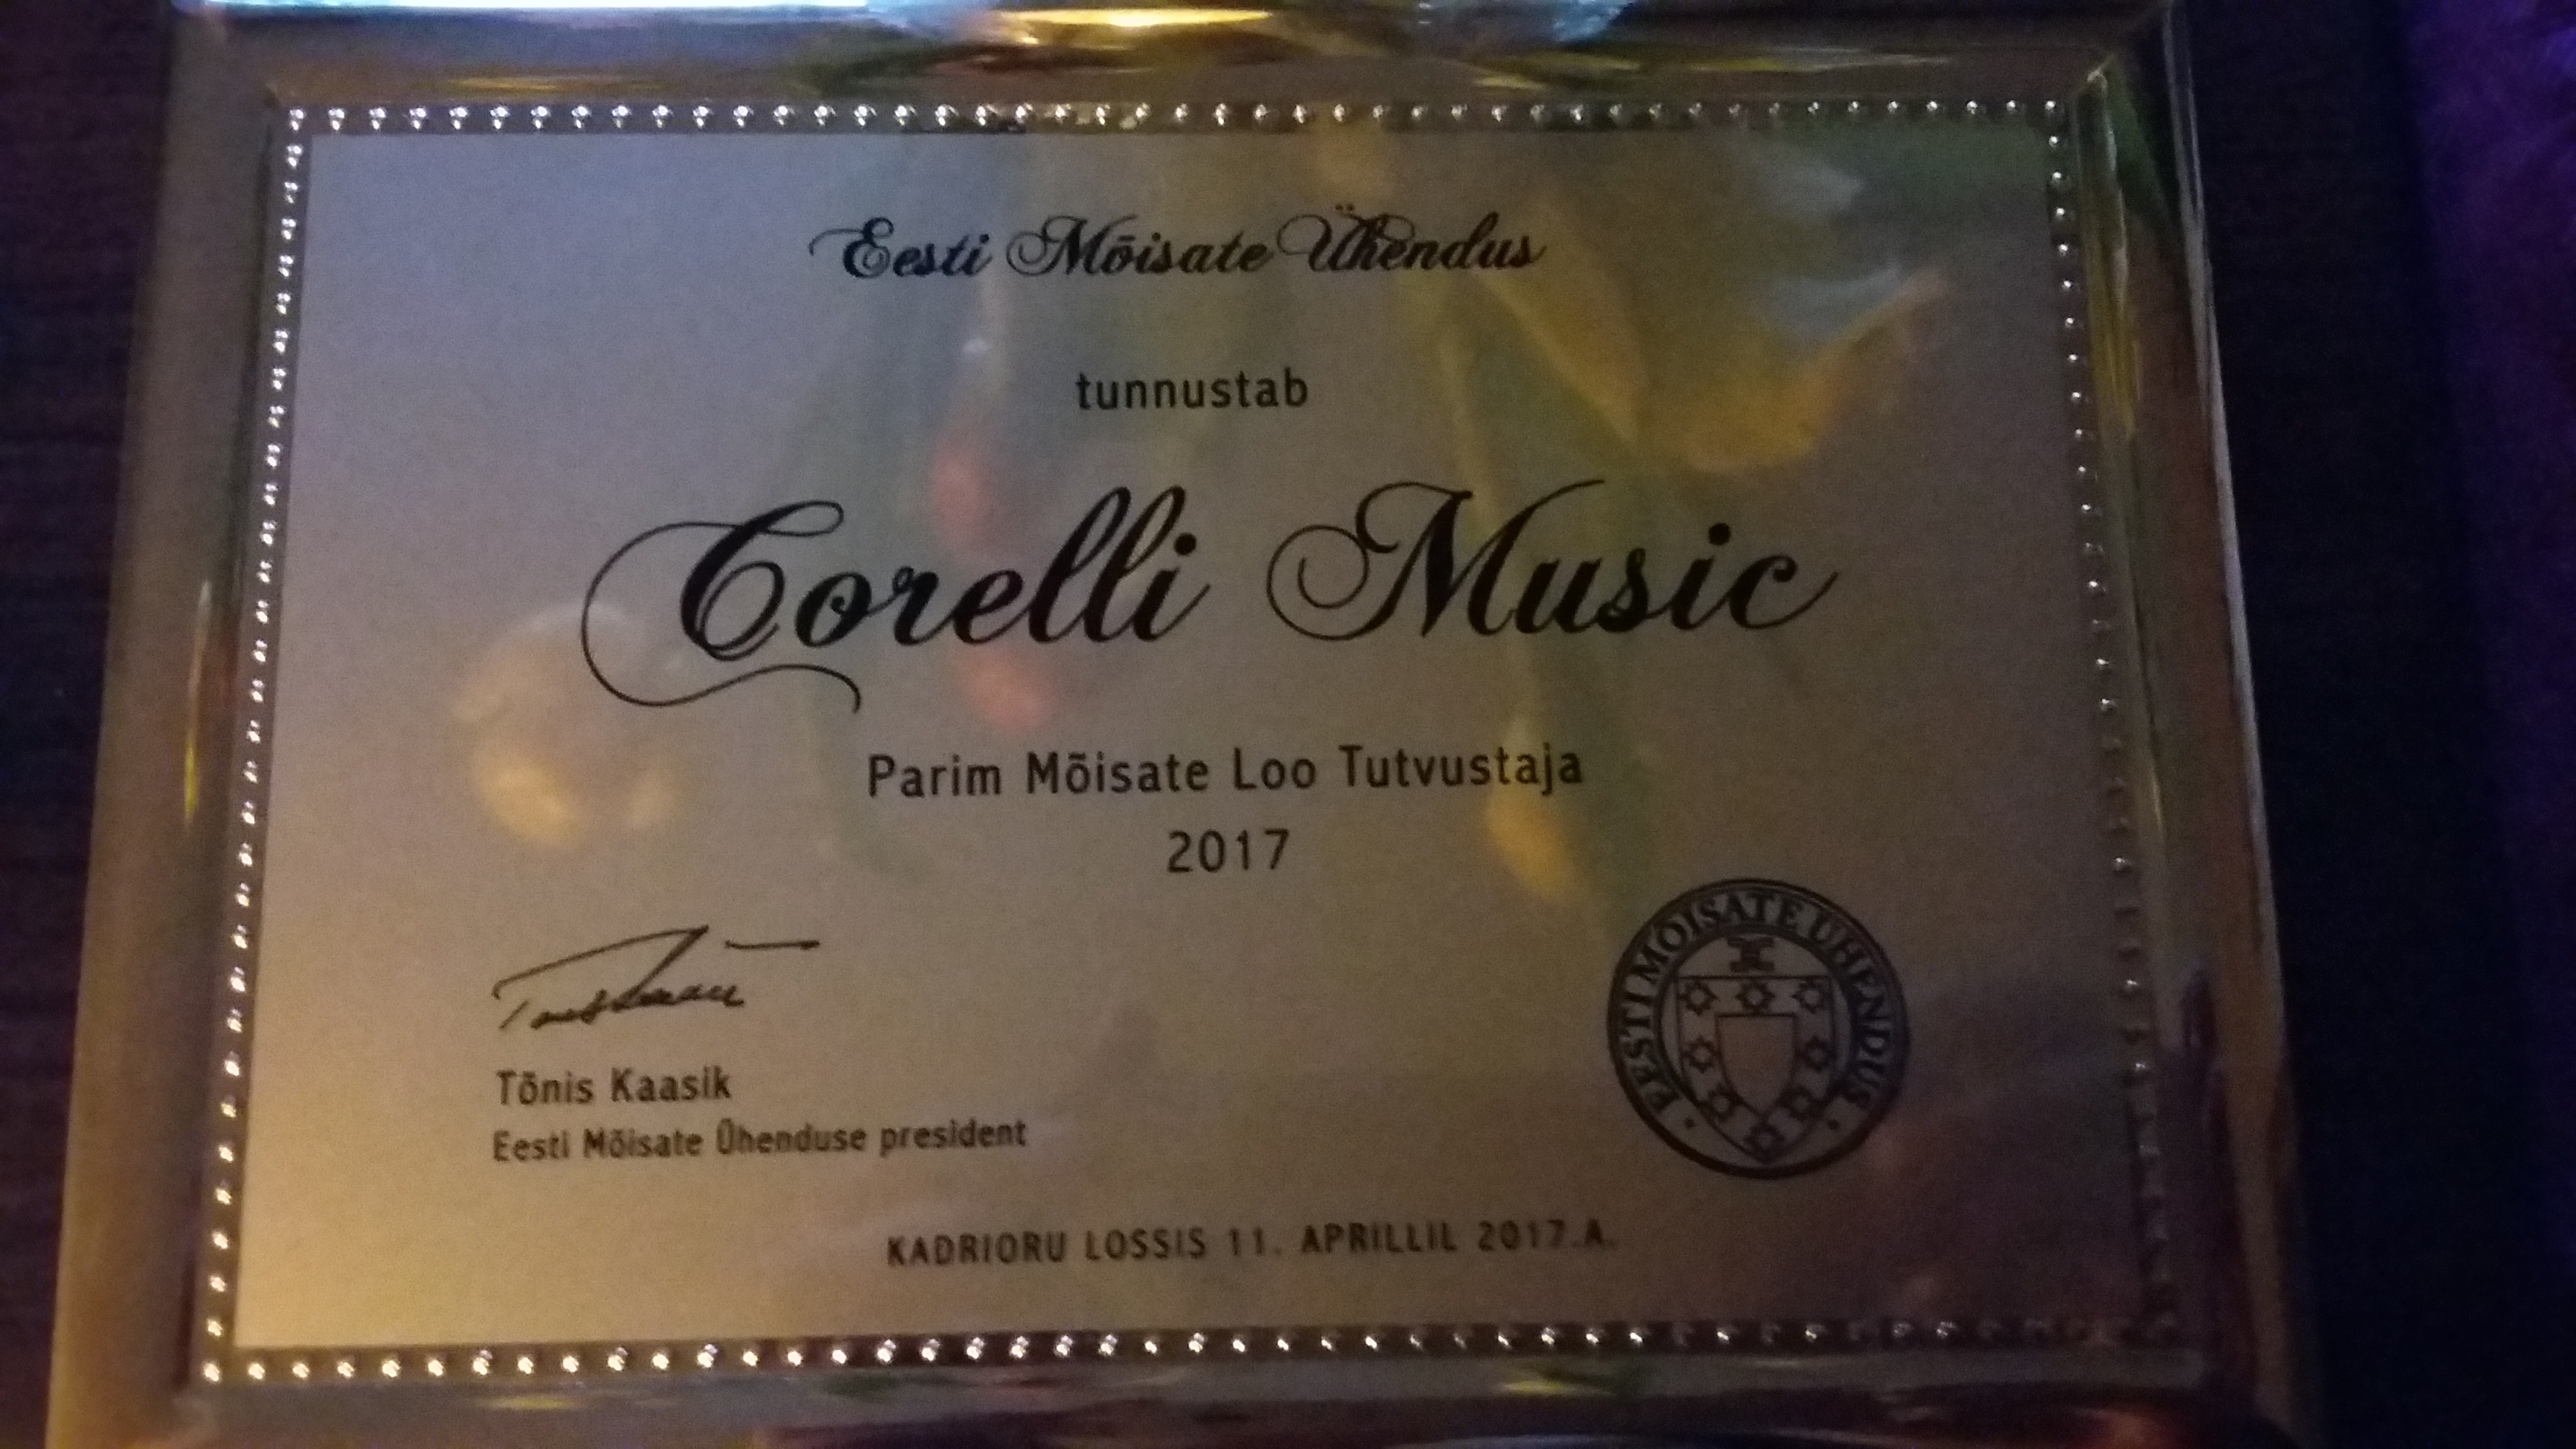 Eesti Mõisate Ühendus
tunnustab
Corelli Music
Parim Mõisate Loo Tutvustaja
2017
Tõnis Kaasik
Eesti Mõisate Ühenduse president
EESTI MÕISATE ÜHENDUS
KADRIORU LOSSIS 11. APRILLIL 2017.A.